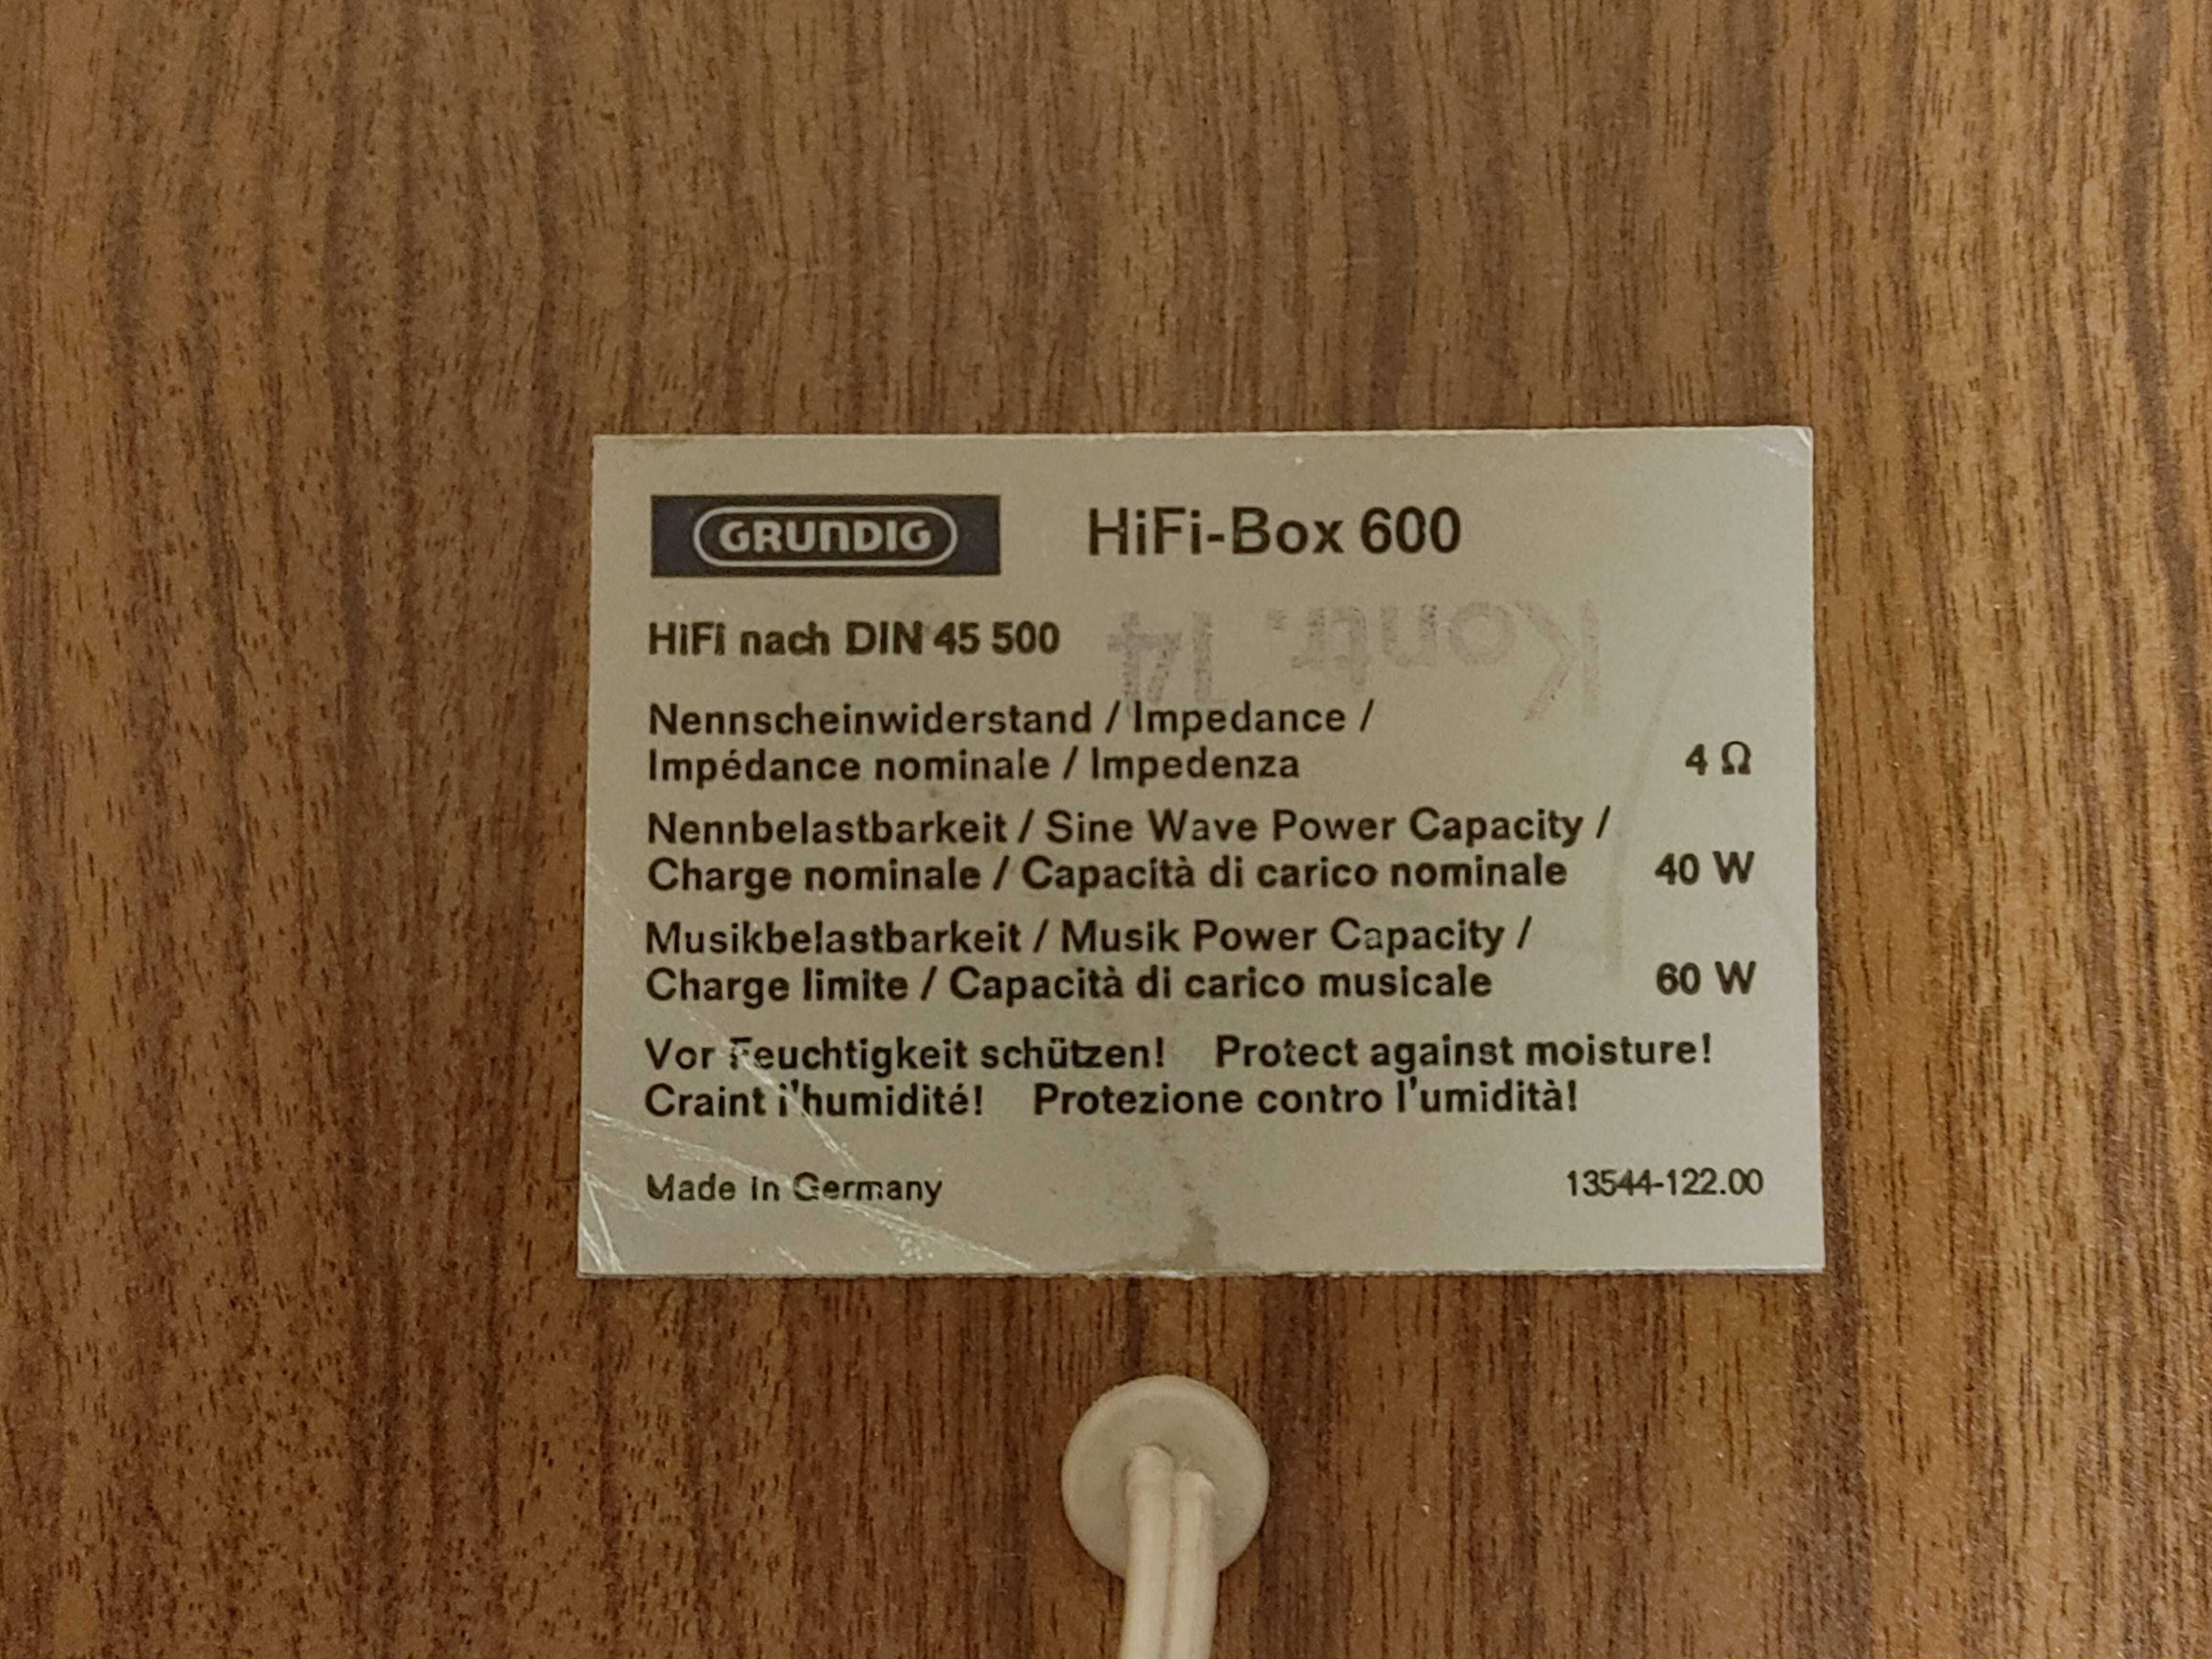 GRUNDIG HiFi-Box 600
HiFi nach DIN 45 500
Kontr. 14
Nennscheinwiderstand / Impedance /
Impédance nominale / Impedenza 4 Ω
Nennbelastbarkeit / Sine Wave Power Capacity /
Charge nominale / Capacità di carico nominale 40 W
Musikbelastbarkeit / Musik Power Capacity /
Charge limite / Capacità di carico musicale 60 W
Vor Feuchtigkeit schützen! Protect against moisture!
Craint l'humidité! Protezione contro l'umidità!
Made in Germany 13544-122.00